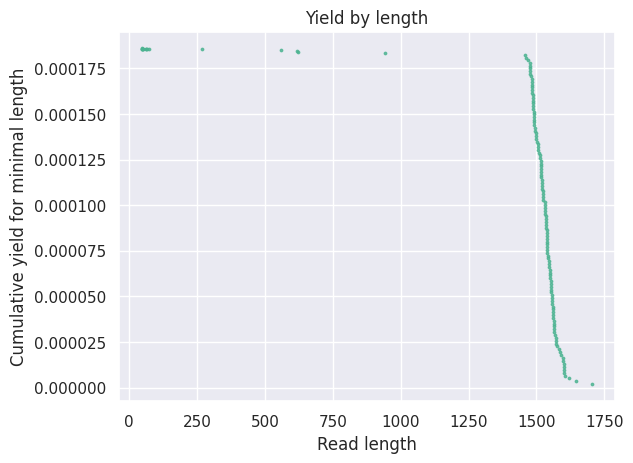 Yield by length
Cumulative yield for minimal length
0.000175
0.000150
0.000125
0.000100
0.000075
0.000050
0.000025
0.000000
0 250 500 750 1000 1250 1500 1750
Read length